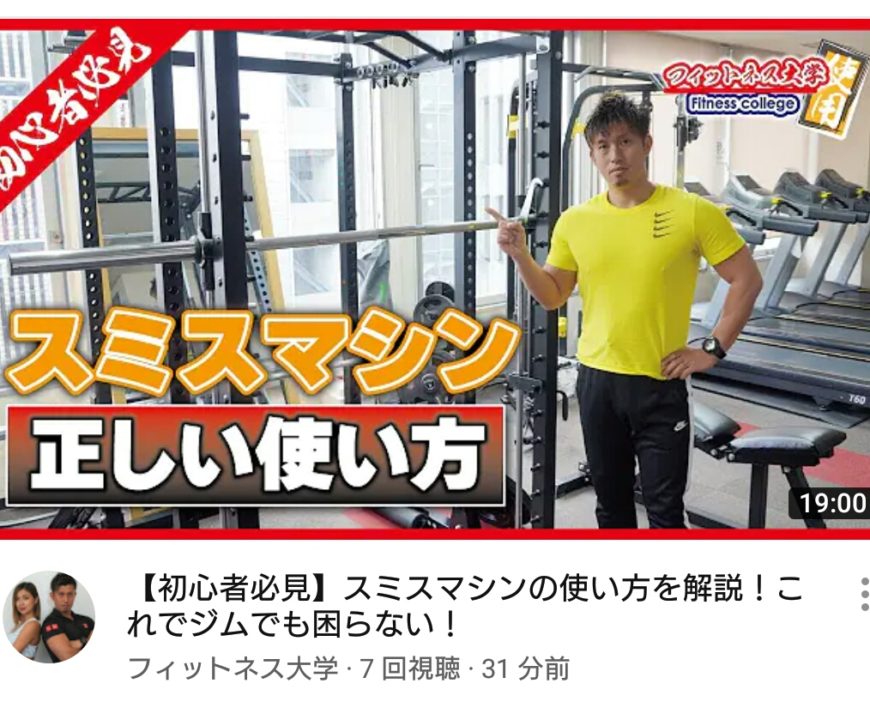 初心者必見
フィットネス大学
Fitness college
使用
スミスマシン
正しい使い方
T60
19:00
【初心者必見】スミスマシンの使い方を解説！こ
れでジムでも困らない！
フィットネス大学・7 回視聴・31 分前